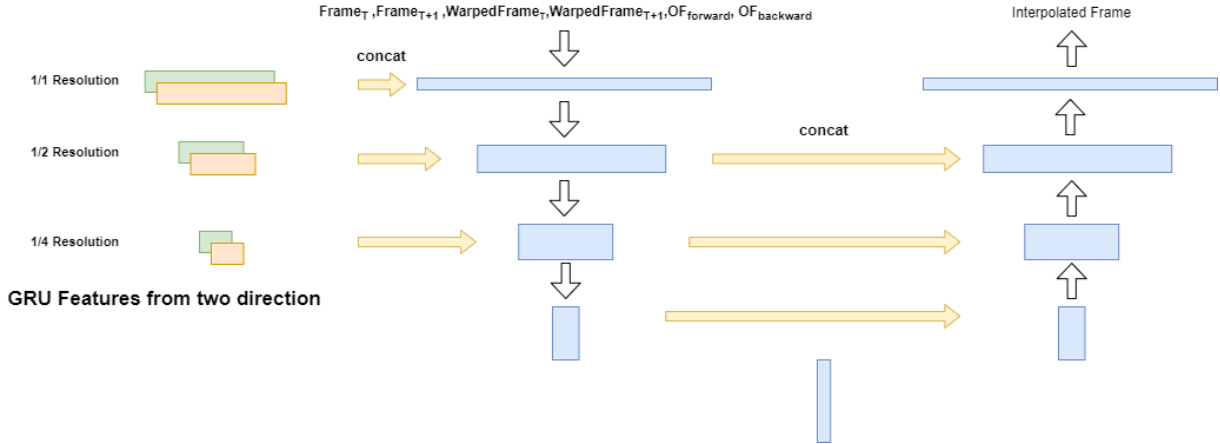 Frame_T ,Frame_T+1 ,WarpedFrame_T,WarpedFrame_T+1,OF_forward, OF_backward
Interpolated Frame
concat
1/1 Resolution
concat
1/2 Resolution
1/4 Resolution
GRU Features from two direction